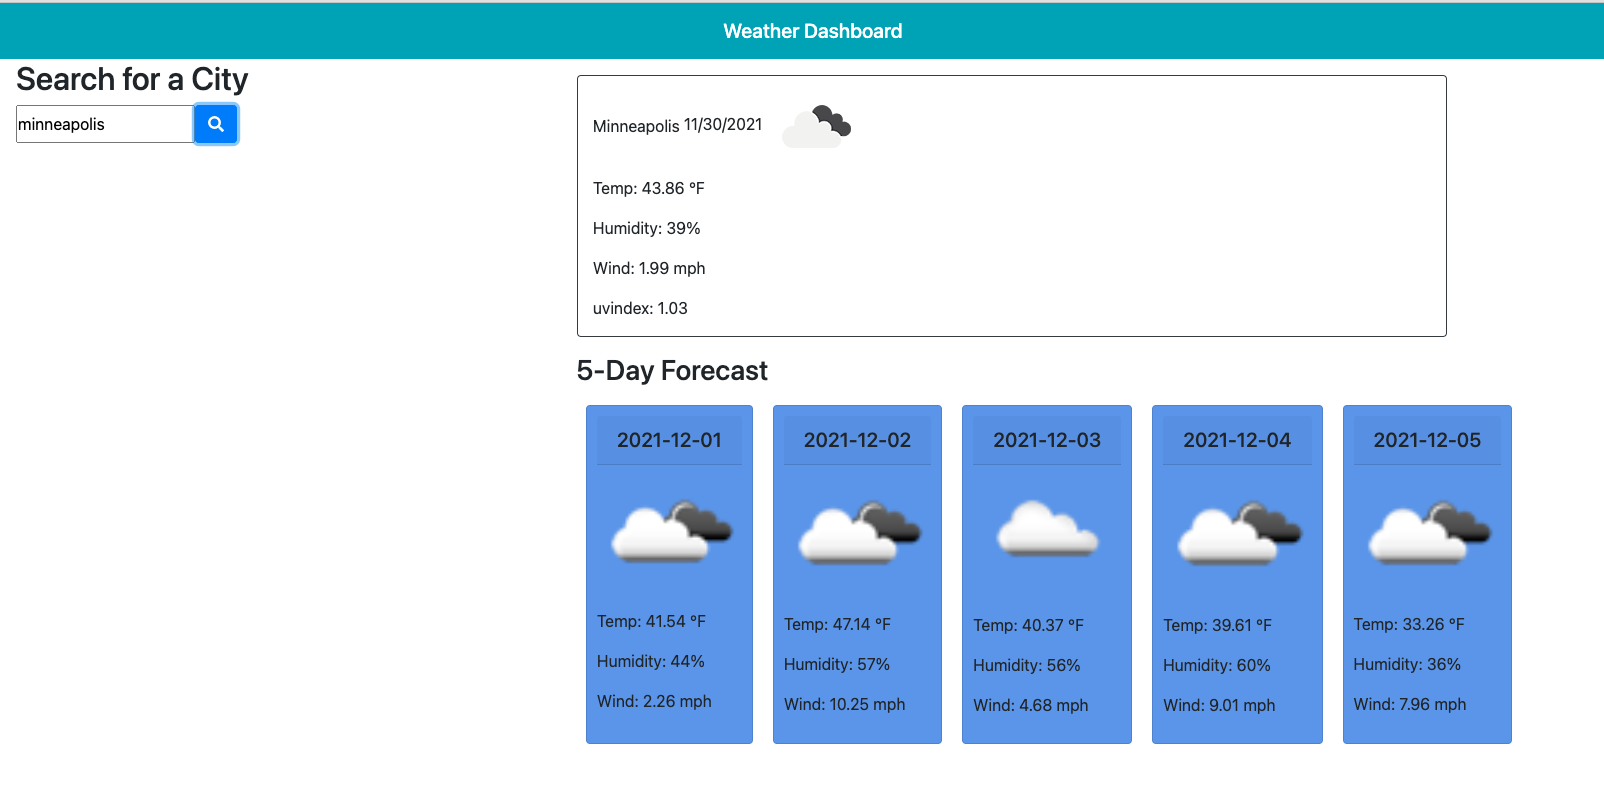 Weather Dashboard
Search for a City
minneapolis
Minneapolis 11/30/2021
Temp: 43.86 °F
Humidity: 39%
Wind: 1.99 mph
uvindex: 1.03
5-Day Forecast
2021-12-01
Temp: 41.54 °F
Humidity: 44%
Wind: 2.26 mph
2021-12-02
Temp: 47.14 °F
Humidity: 57%
Wind: 10.25 mph
2021-12-03
Temp: 40.37 °F
Humidity: 56%
Wind: 4.68 mph
2021-12-04
Temp: 39.61 °F
Humidity: 60%
Wind: 9.01 mph
2021-12-05
Temp: 33.26 °F
Humidity: 36%
Wind: 7.96 mph